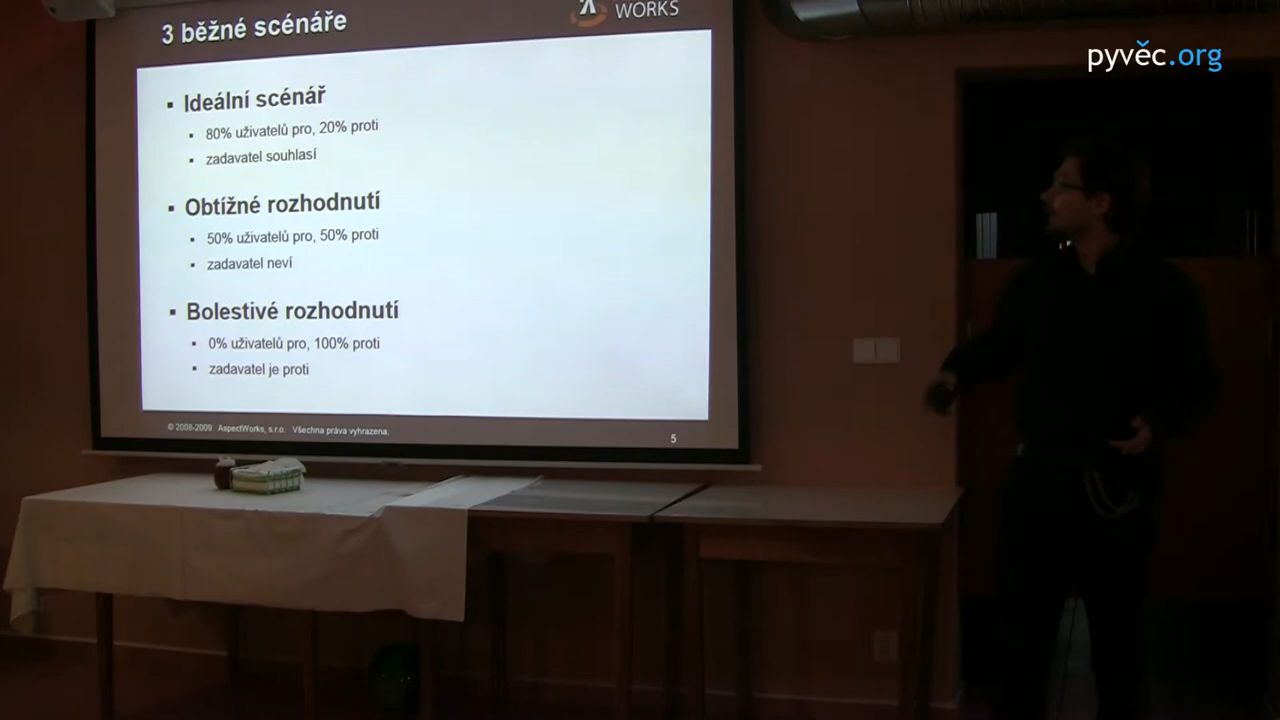 3 běžné scénáře
WORKS
pyvěc.org
▪ Ideální scénář
▪ 80% uživatelů pro, 20% proti
▪ zadavatel souhlasí
▪ Obtížné rozhodnutí
▪ 50% uživatelů pro, 50% proti
▪ zadavatel neví
▪ Bolestivé rozhodnutí
▪ 0% uživatelů pro, 100% proti
▪ zadavatel je proti
© 2008-2009 AspectWorks, s.r.o. Všechna práva vyhrazena.
5